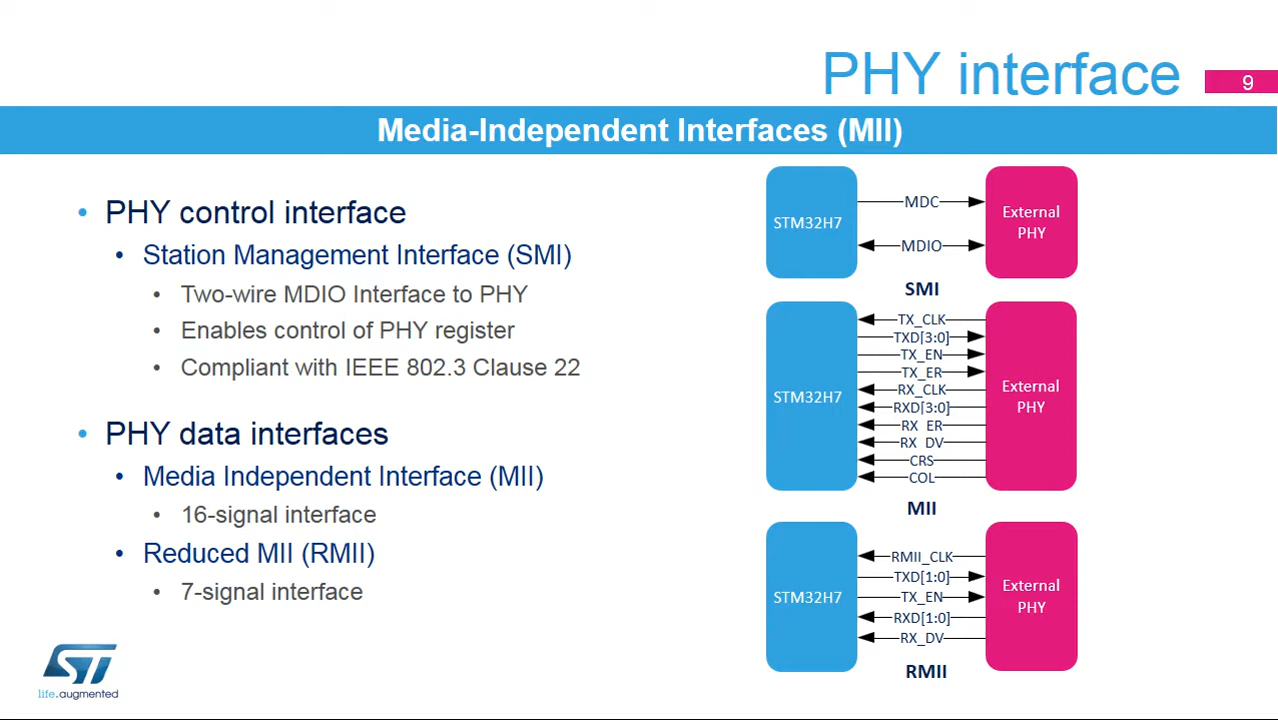 PHY interface
9
Media-Independent Interfaces (MII)
• PHY control interface
• Station Management Interface (SMI)
• Two-wire MDIO Interface to PHY
• Enables control of PHY register
• Compliant with IEEE 802.3 Clause 22
• PHY data interfaces
• Media Independent Interface (MII)
• 16-signal interface
• Reduced MII (RMII)
• 7-signal interface
STM32H7
MDC
MDIO
External
PHY
SMI
STM32H7
TX_CLK
TXD[3:0]
TX_EN
TX_ER
RX_CLK
RXD[3:0]
RX_ER
RX_DV
CRS
COL
External
PHY
MII
STM32H7
RMII_CLK
TXD[1:0]
TX_EN
RXD[1:0]
RX_DV
External
PHY
RMII
ST
life.augmented